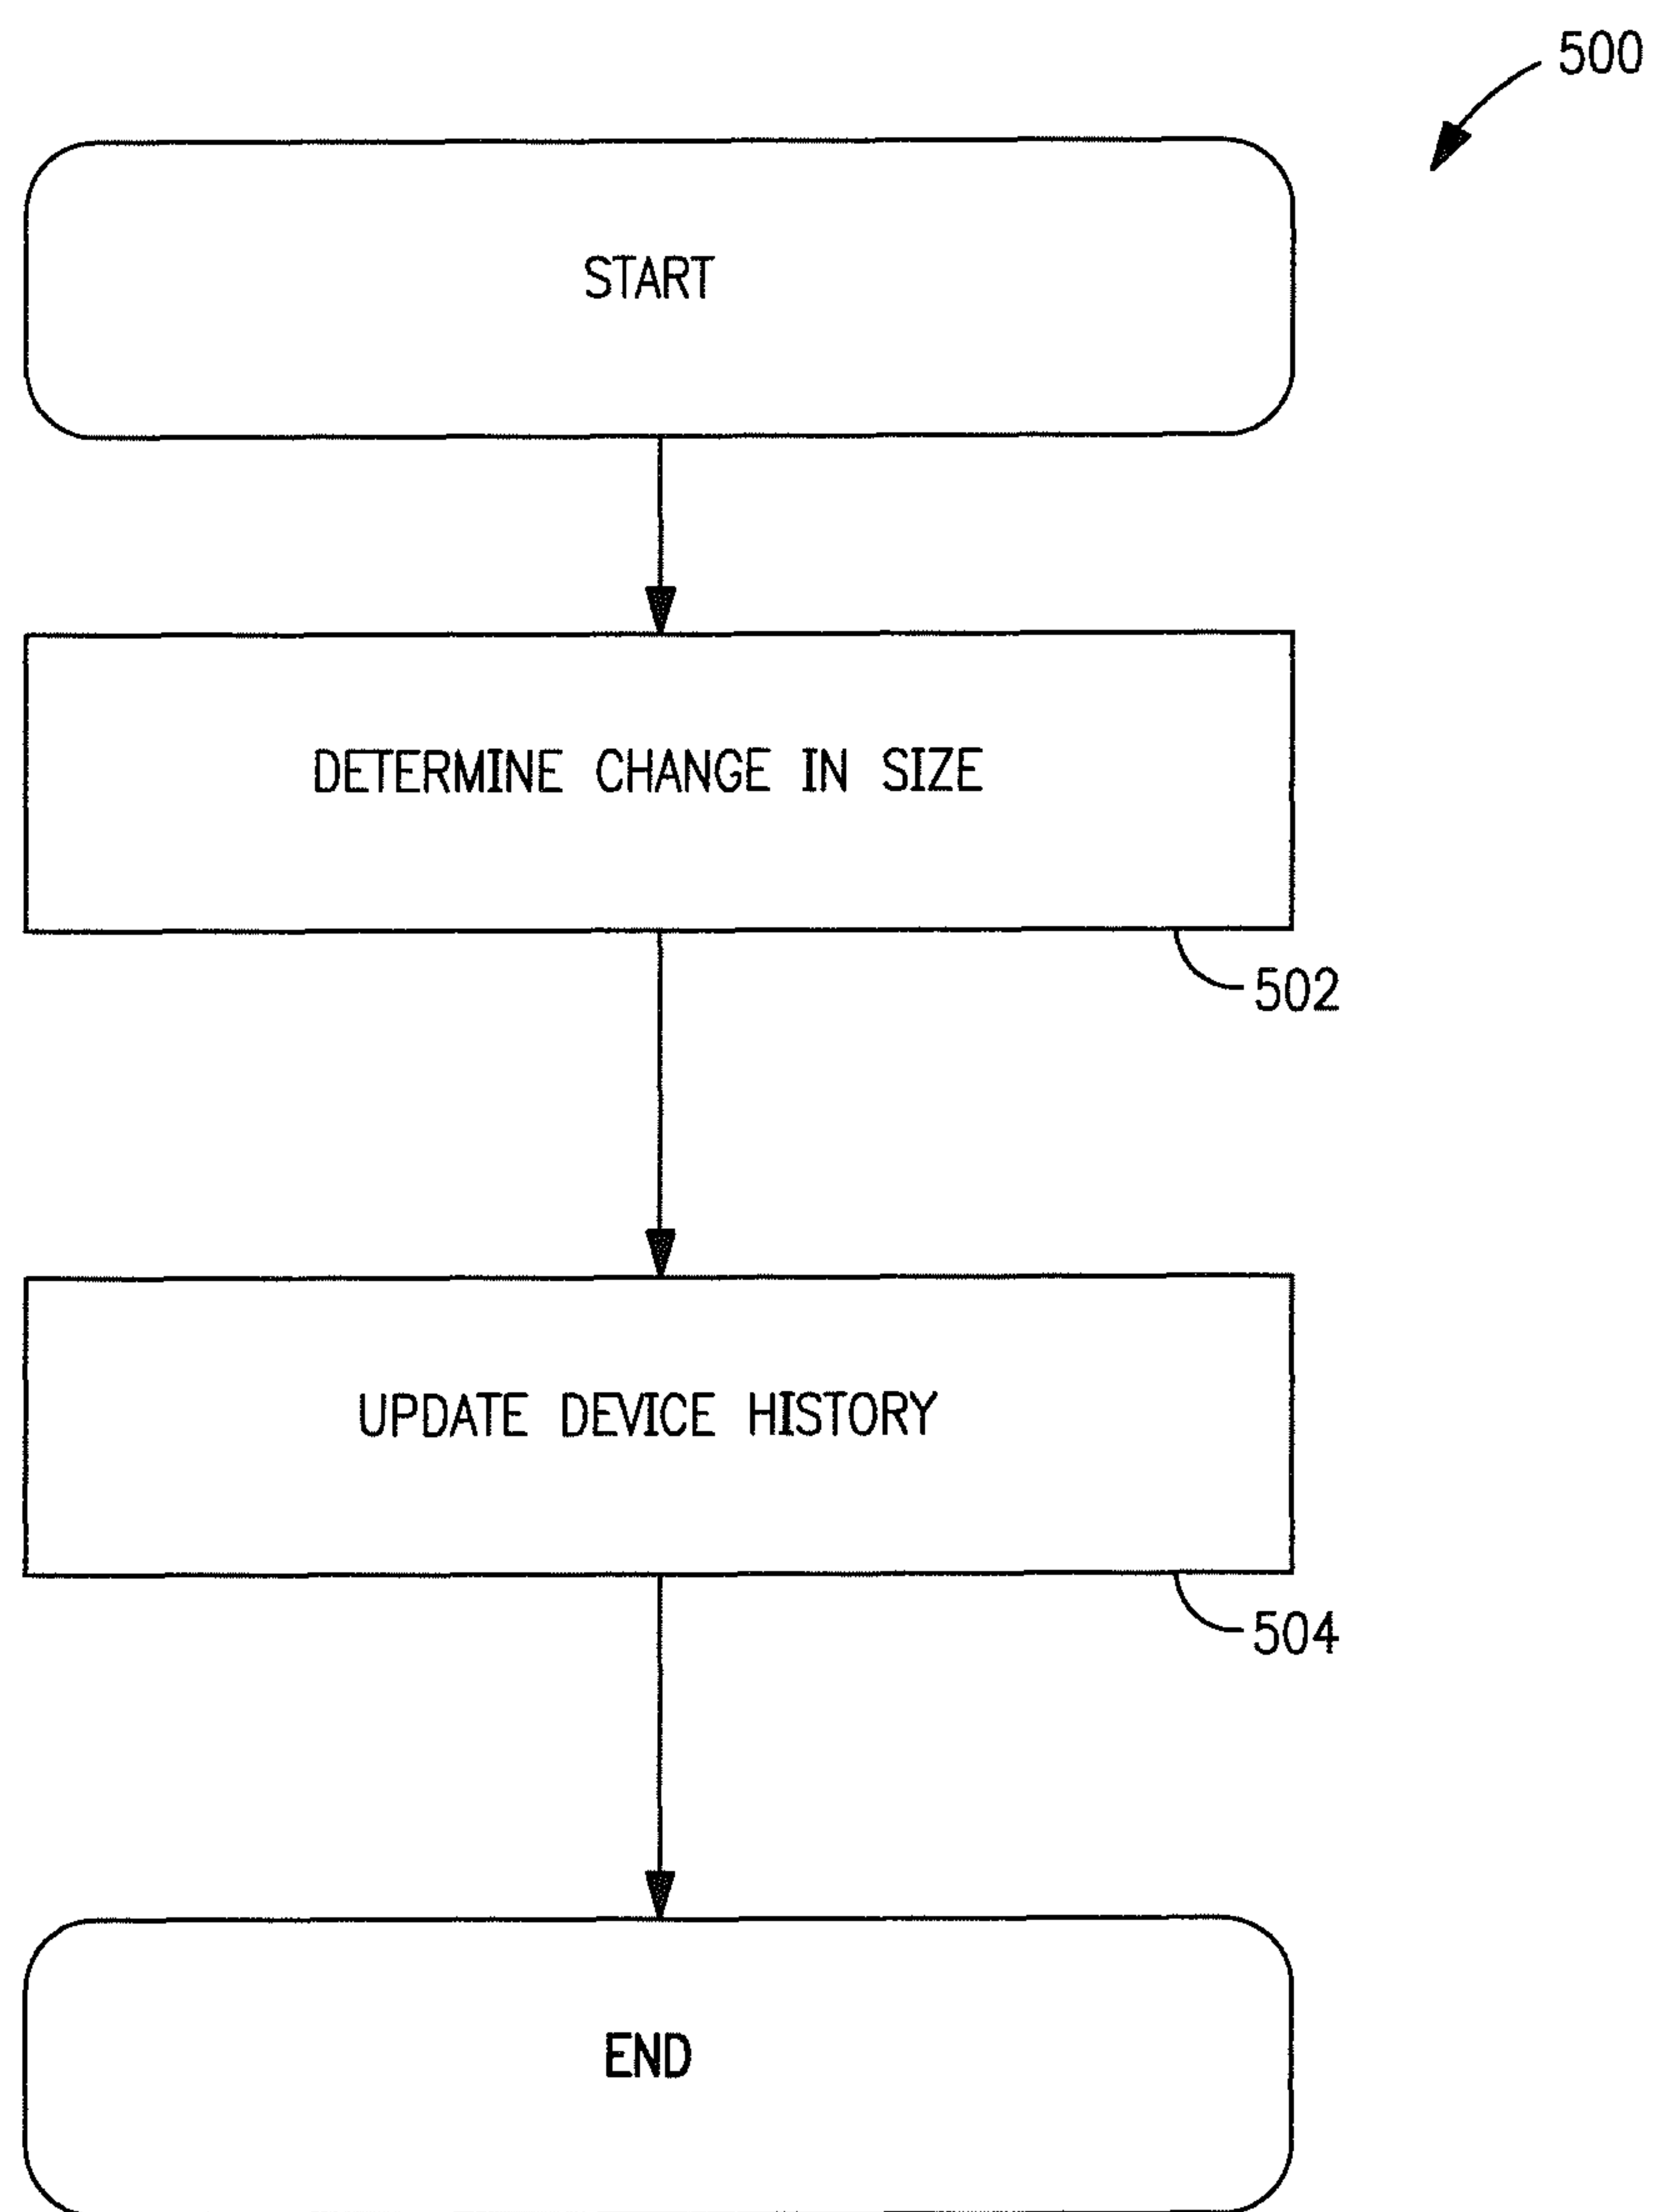 500
START
DETERMINE CHANGE IN SIZE
502
UPDATE DEVICE HISTORY
504
END